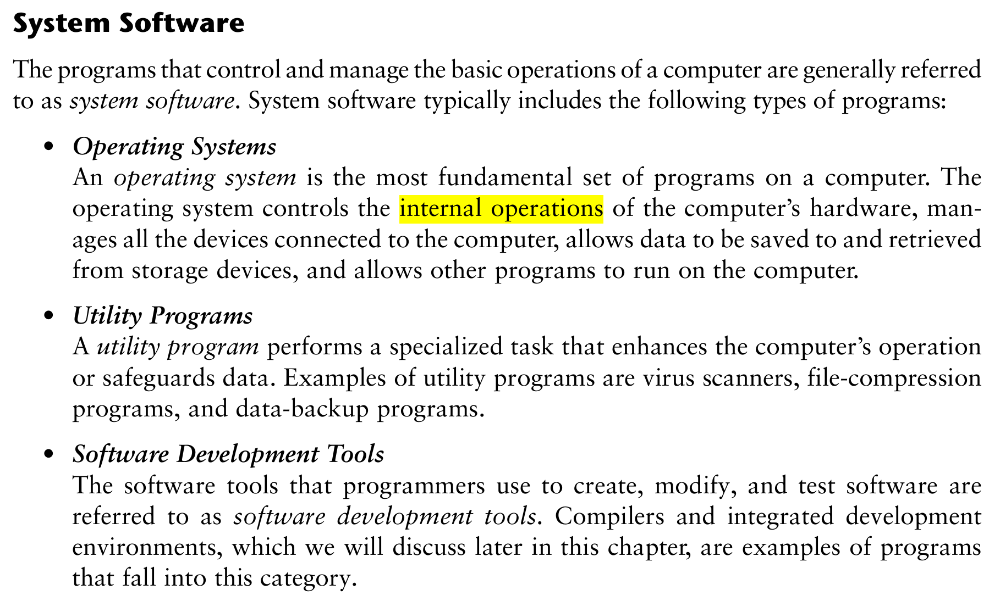 System Software
The programs that control and manage the basic operations of a computer are generally referred
to as system software. System software typically includes the following types of programs:
• Operating Systems
An operating system is the most fundamental set of programs on a computer. The
operating system controls the internal operations of the computer’s hardware, man-
ages all the devices connected to the computer, allows data to be saved to and retrieved
from storage devices, and allows other programs to run on the computer.
• Utility Programs
A utility program performs a specialized task that enhances the computer’s operation
or safeguards data. Examples of utility programs are virus scanners, file-compression
programs, and data-backup programs.
• Software Development Tools
The software tools that programmers use to create, modify, and test software are
referred to as software development tools. Compilers and integrated development
environments, which we will discuss later in this chapter, are examples of programs
that fall into this category.